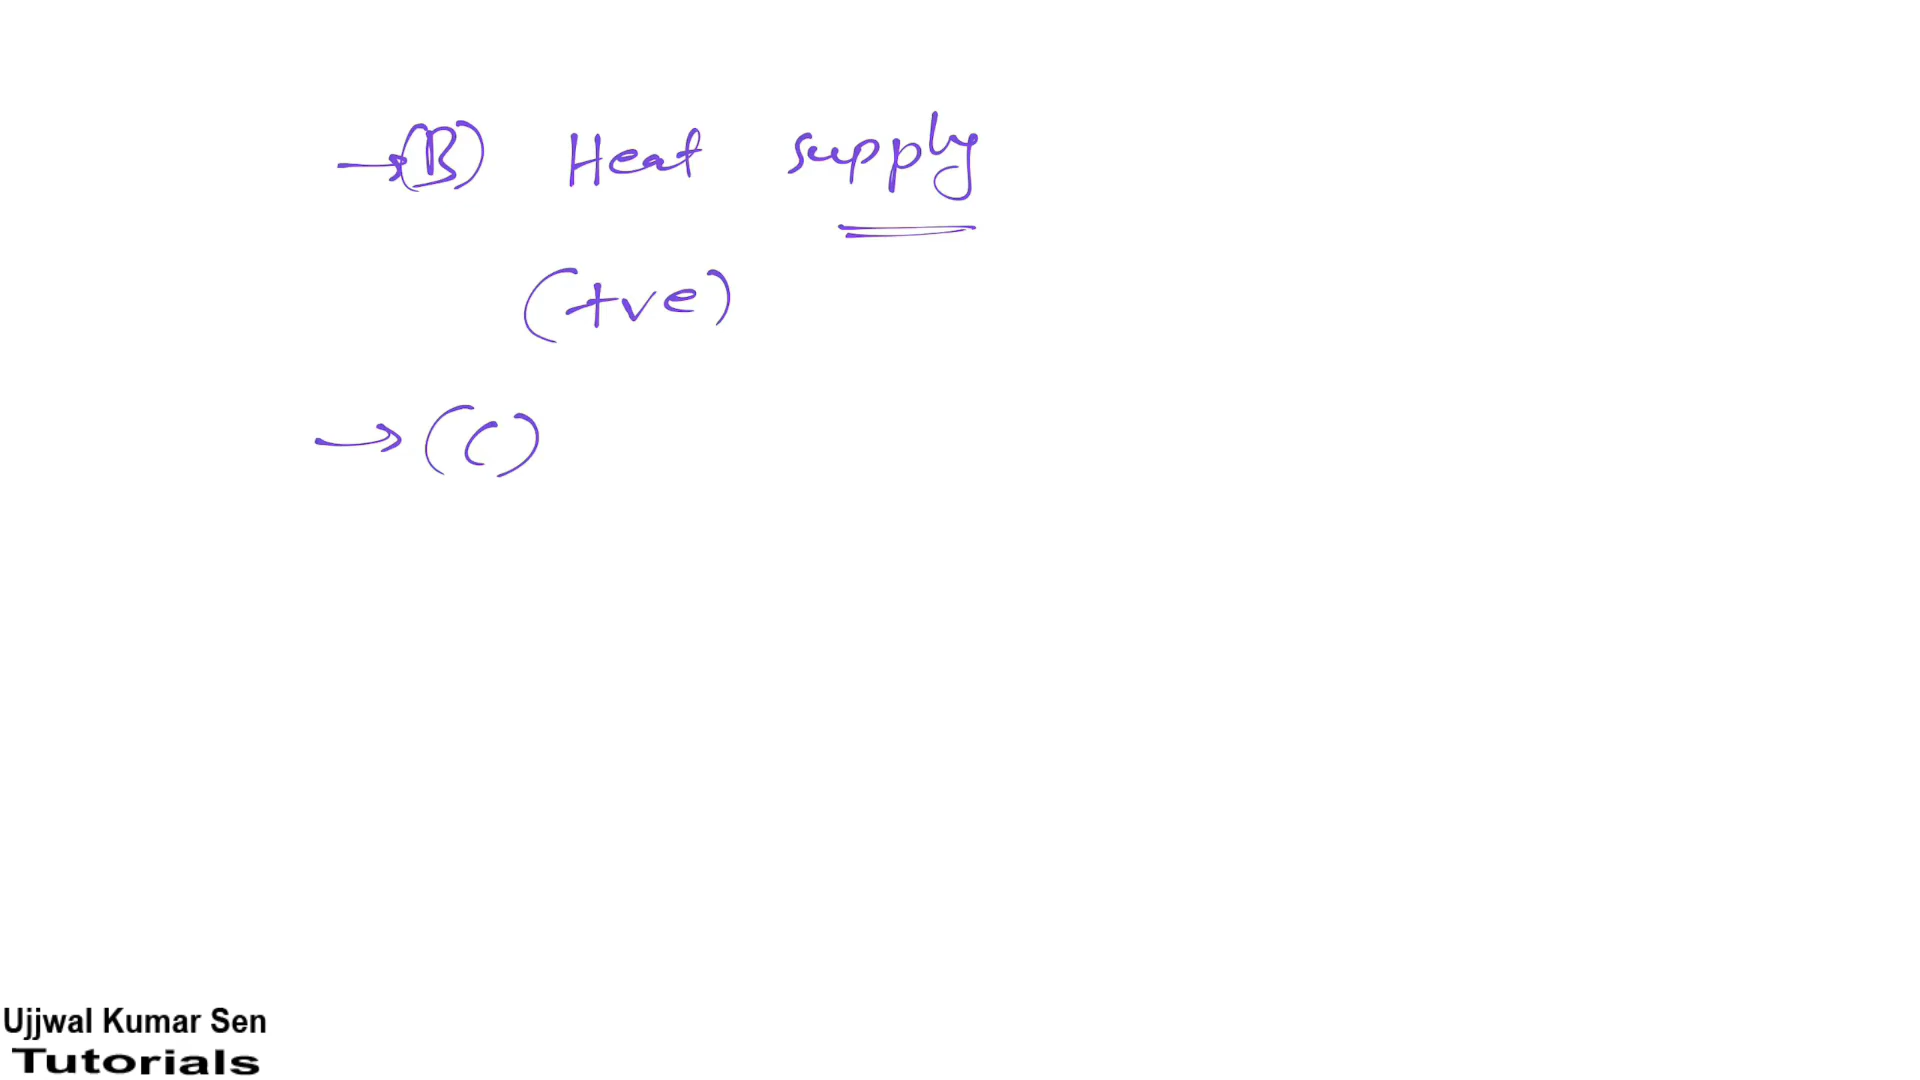 →(B) Heat supply
(+ve)
→ (C)
Ujjwal Kumar Sen
Tutorials